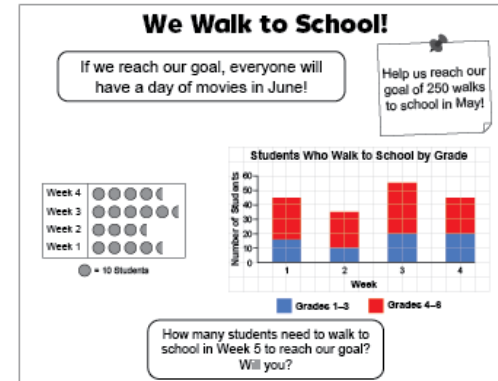 We Walk to School!
If we reach our goal, everyone will
have a day of movies in June!
Help us reach our
goal of 250 walks
to school in May!
Week 4
Week 3
Week 2
Week 1
= 10 Students
Students Who Walk to School by Grade
Number of Students
60
50
40
30
20
10
0
1 2 3 4
Week
Grades 1–3 Grades 4–6
How many students need to walk to
school in Week 5 to reach our goal?
Will you?